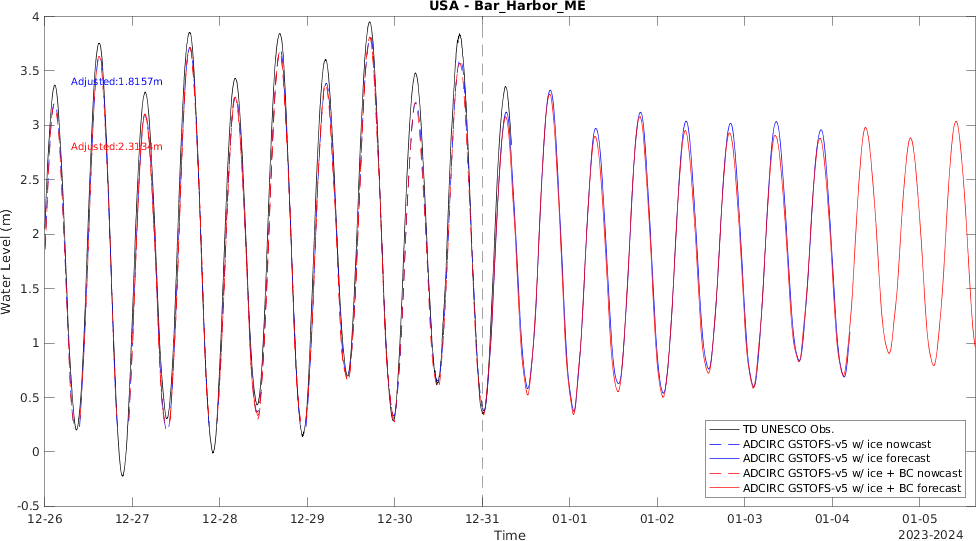 USA - Bar_Harbor_ME
4
3.5
3
2.5
2
1.5
1
0.5
0
-0.5
Water Level (m)
Adjusted:1.8157m
Adjusted:2.3134m
TD UNESCO Obs.
ADCIRC GSTOFS-v5 w/ ice nowcast
ADCIRC GSTOFS-v5 w/ ice forecast
ADCIRC GSTOFS-v5 w/ ice + BC nowcast
ADCIRC GSTOFS-v5 w/ ice + BC forecast
12-26 12-27 12-28 12-29 12-30 12-31 01-01 01-02 01-03 01-04 01-05
Time
2023-2024